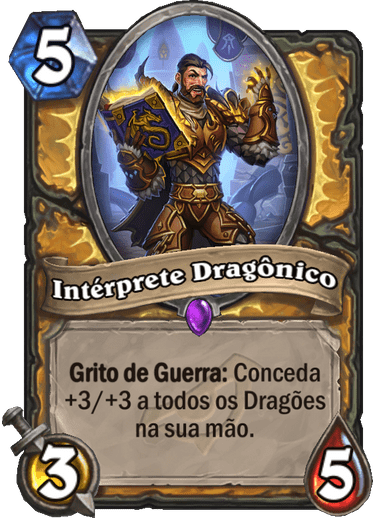 5
Intérprete Dragônico
Grito de Guerra: Conceda
+3/+3 a todos os Dragões
na sua mão.
3
5